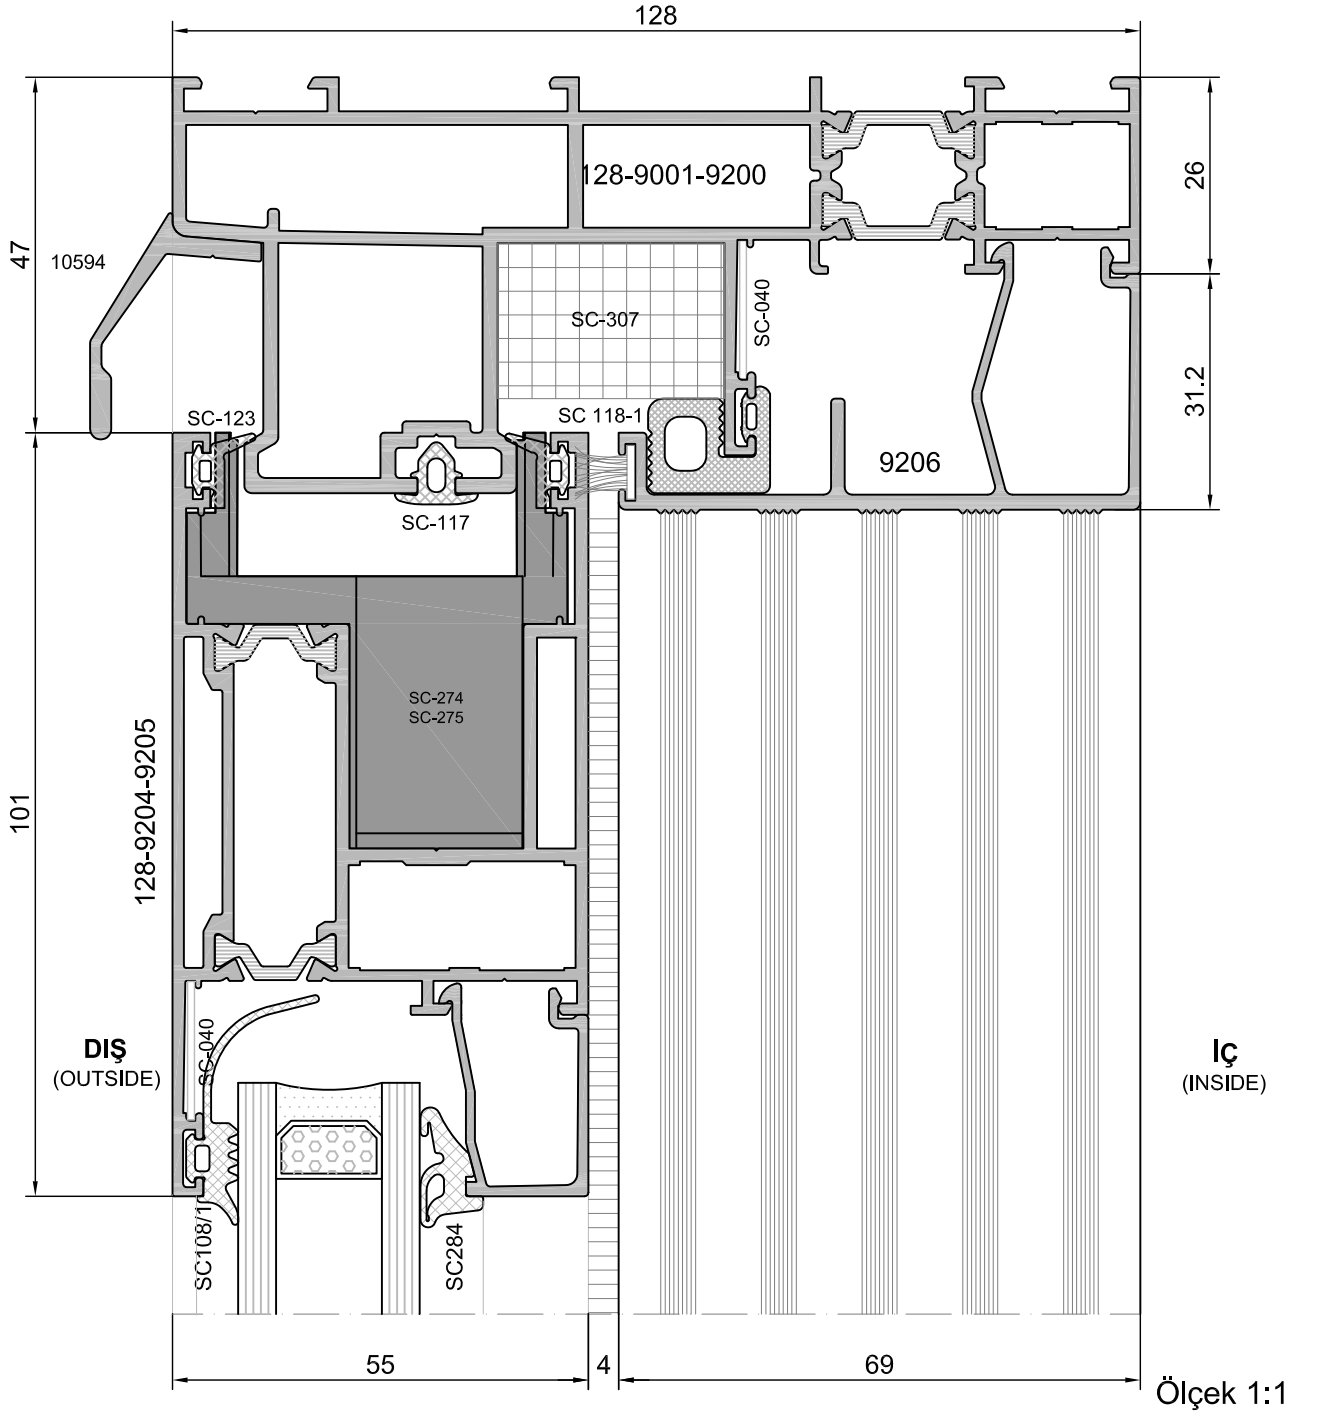 128
128-9001-9200
26
47
10594
SC-307
SC-040
31.2
SC-123
SC 118-1
9206
SC-117
SC-274
SC-275
128-9204-9205
101
SC-040
DIŞ
(OUTSIDE)
İÇ
(INSIDE)
SC108/1
SC284
55
4
69
Ölçek 1:1